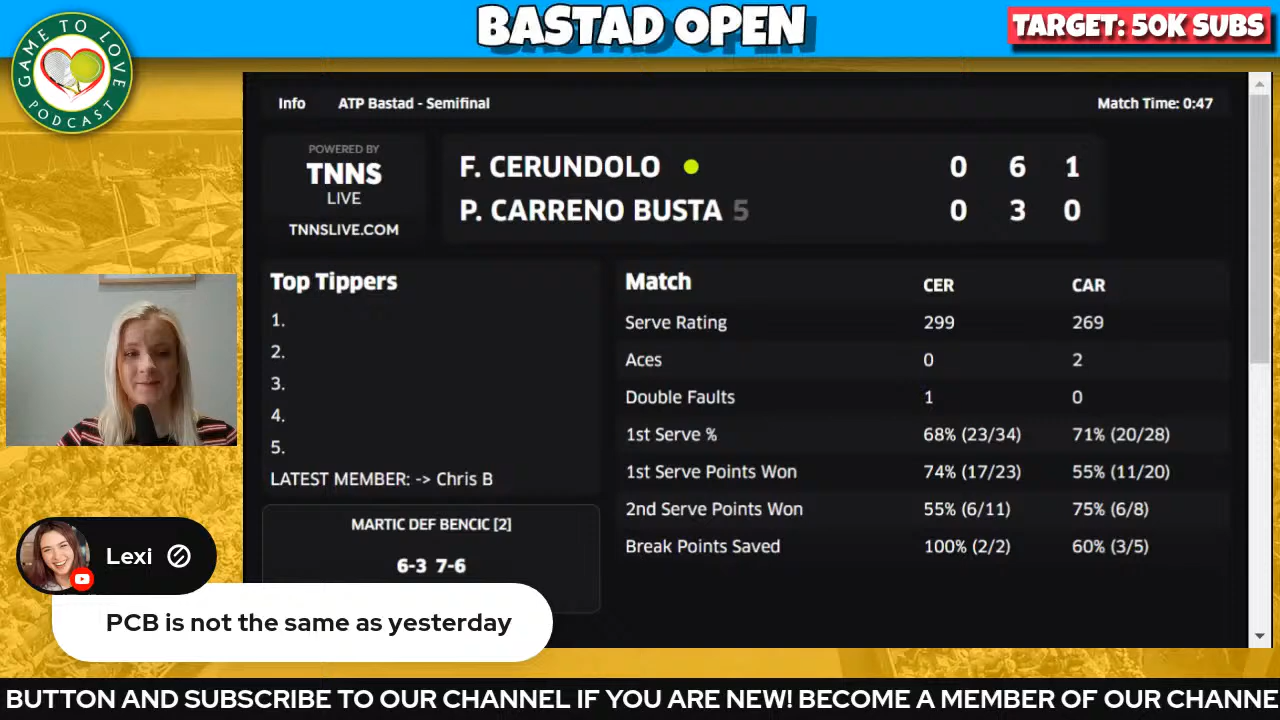 BASTAD OPEN
TARGET: 50K SUBS
GAME TO LOVE
PODCAST
Info ATP Bastad - Semifinal Match Time: 0:47
POWERED BY
TNNS
LIVE
TNNSLIVE.COM
F. CERUNDOLO 0 6 1
P. CARRENO BUSTA 5 0 3 0
Top Tippers
1.
2.
3.
4.
5.
LATEST MEMBER: -> Chris B
MARTIC DEF BENCIC [2]
6-3 7-6
Match CER CAR
Serve Rating 299 269
Aces 0 2
Double Faults 1 0
1st Serve % 68% (23/34) 71% (20/28)
1st Serve Points Won 74% (17/23) 55% (11/20)
2nd Serve Points Won 55% (6/11) 75% (6/8)
Break Points Saved 100% (2/2) 60% (3/5)
Lexi
PCB is not the same as yesterday
BUTTON AND SUBSCRIBE TO OUR CHANNEL IF YOU ARE NEW! BECOME A MEMBER OF OUR CHANNE